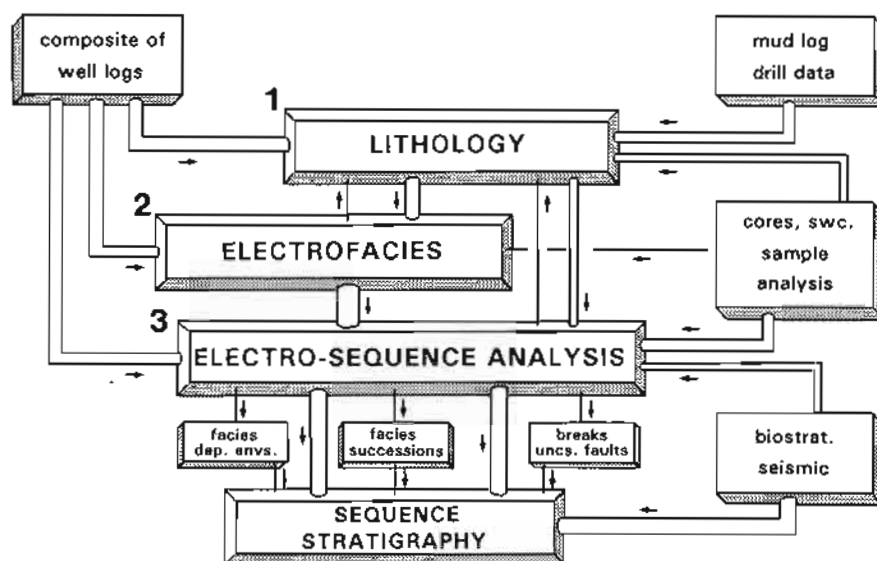 composite of
well logs
mud log
drill data
1
LITHOLOGY
2
ELECTROFACIES
cores, swc.
sample
analysis
3
ELECTRO-SEQUENCE ANALYSIS
facies
dep. envs.
facies
successions
breaks
uncs. faults
biostrat.
seismic
SEQUENCE
STRATIGRAPHY